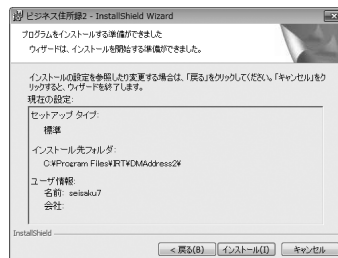 ビジネス住所録2 - InstallShield Wizard
プログラムをインストールする準備ができました
ウィザードは、インストールを開始する準備ができました。
インストールの設定を参照したり変更する場合は、「戻る」をクリックしてください。「キャンセル」をク
リックすると、ウィザードを終了します。
現在の設定:
セットアップ タイプ:
標準
インストール先フォルダ:
C:¥Program Files¥IRT¥DMAddress2¥
ユーザ情報:
名前: seisaku7
会社:
InstallShield
< 戻る(B)
インストール(I)
キャンセル